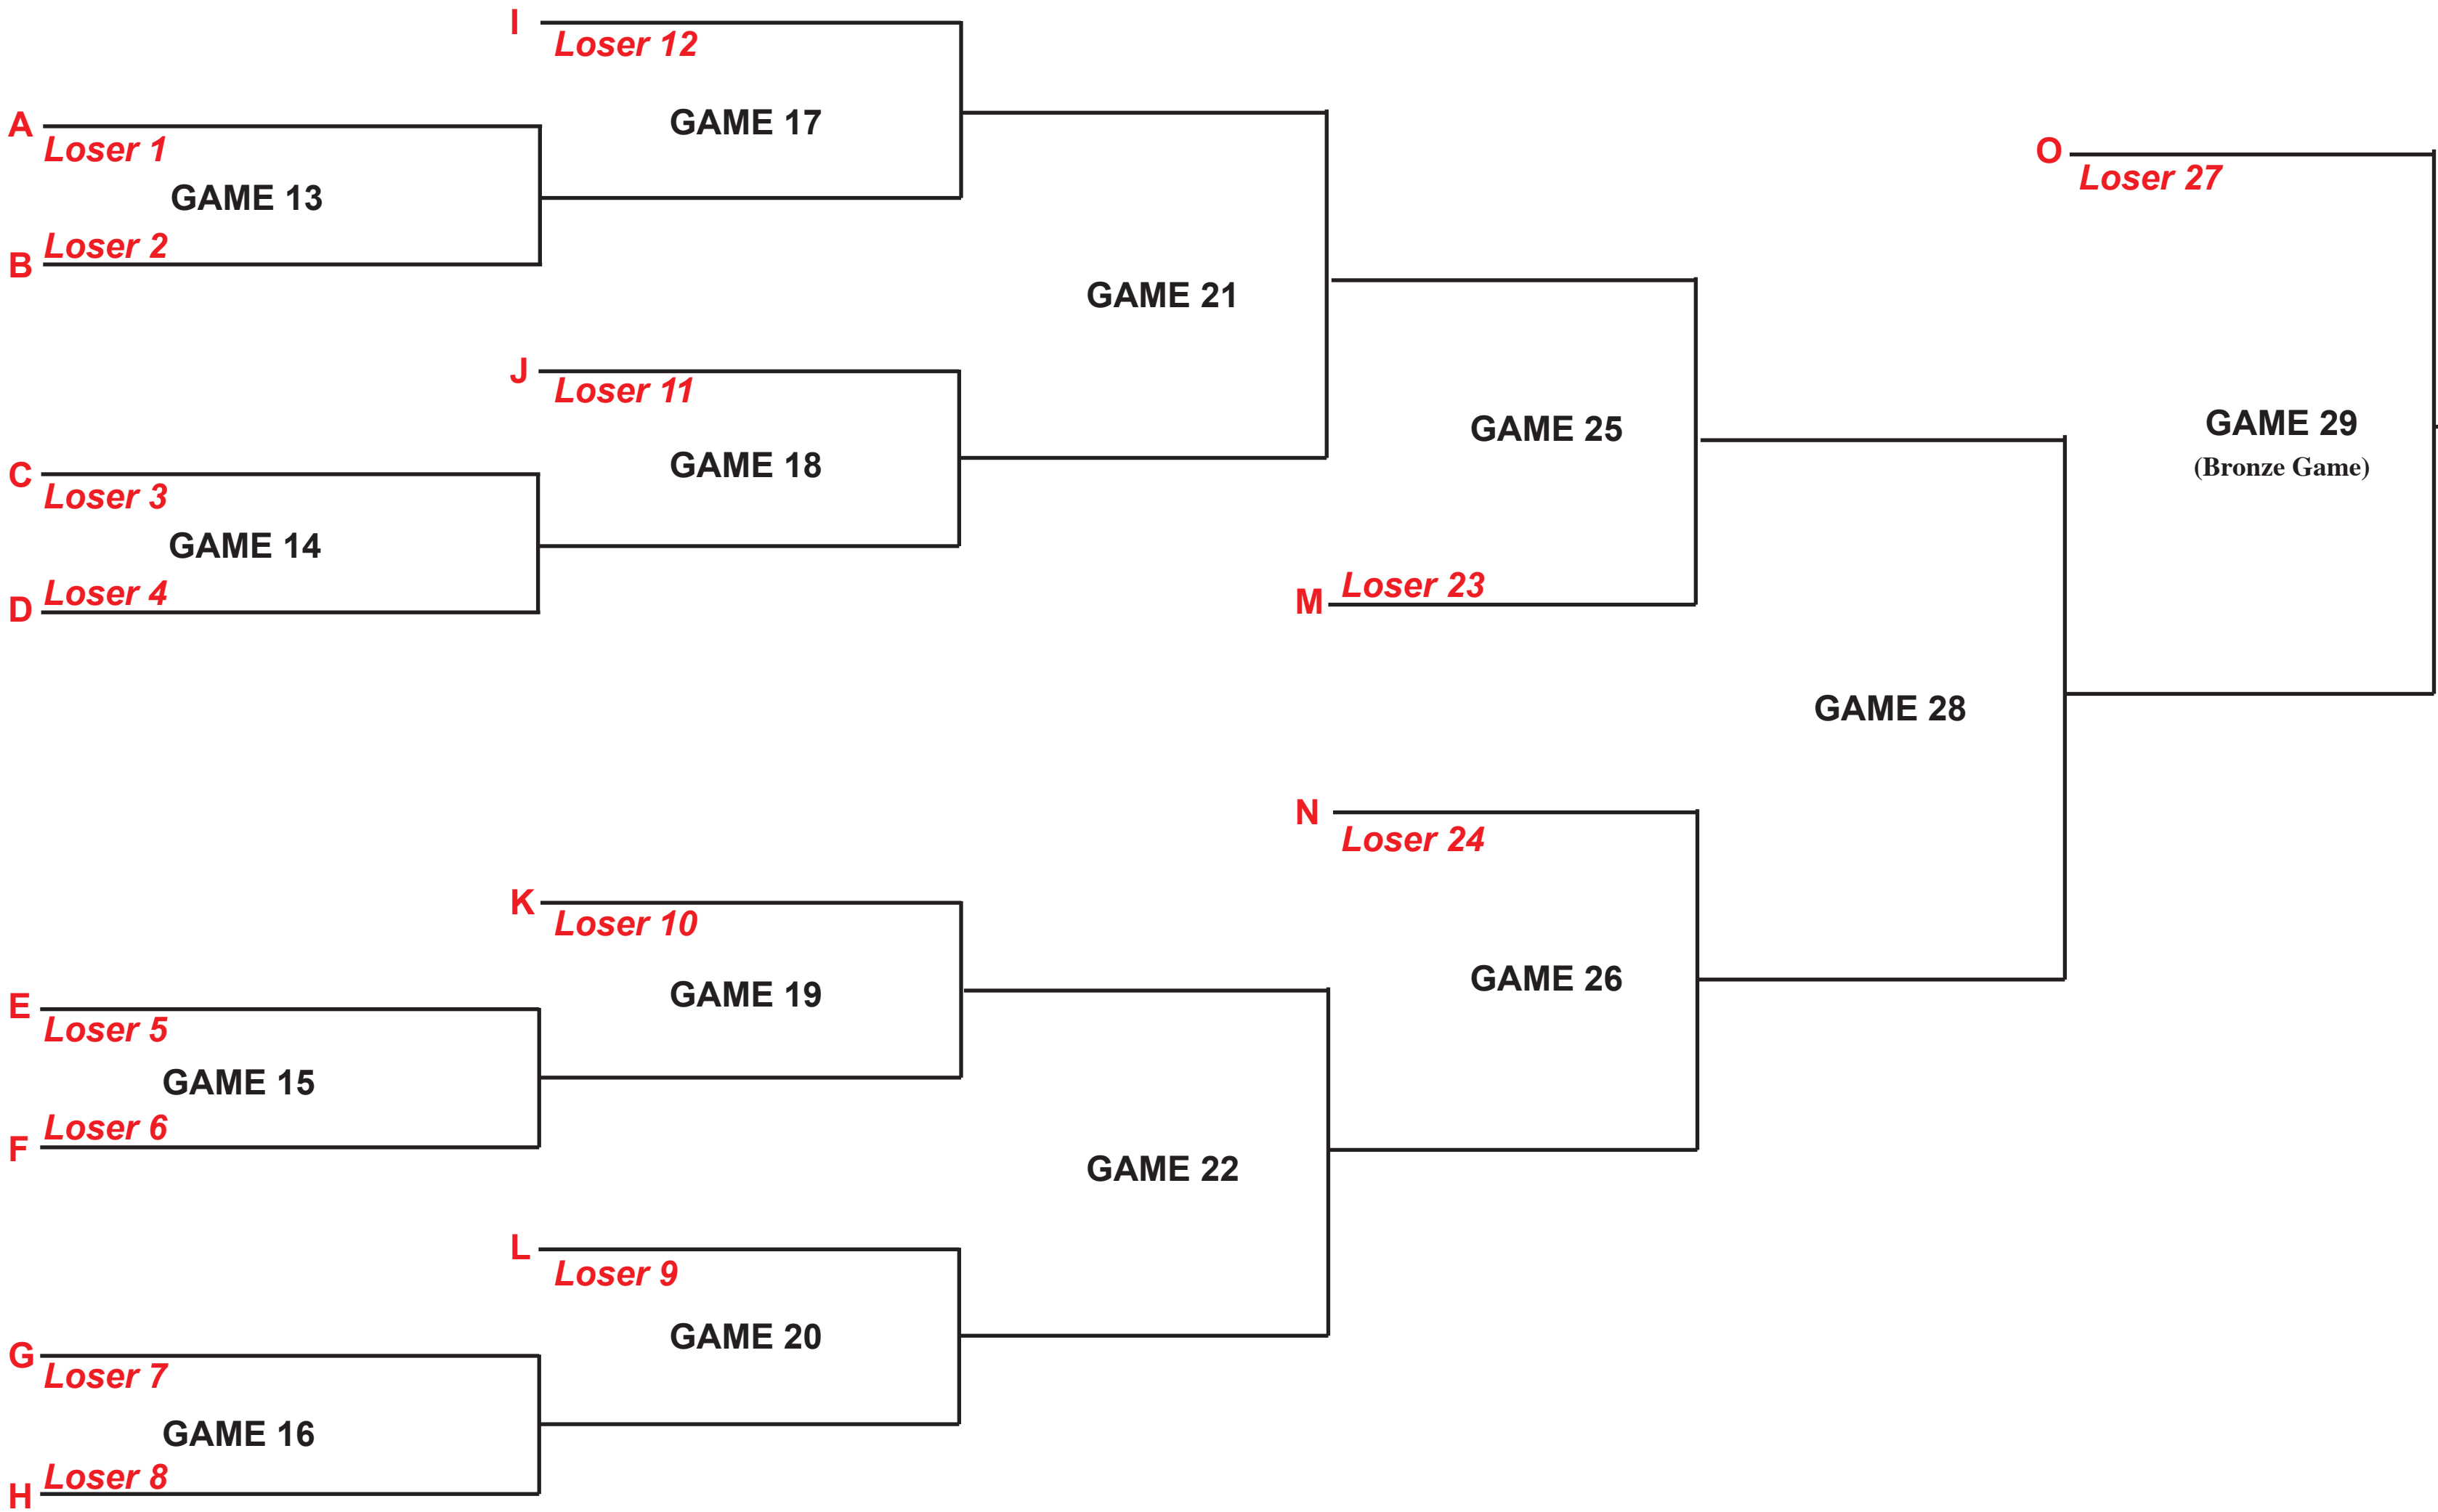 I
Loser 12
A
Loser 1
GAME 17
O
Loser 27
GAME 13
B
Loser 2
GAME 21
J
Loser 11
GAME 25
GAME 29
(Bronze Game)
C
Loser 3
GAME 18
GAME 14
D
Loser 4
M
Loser 23
GAME 28
N
Loser 24
K
Loser 10
GAME 26
E
Loser 5
GAME 19
GAME 15
F
Loser 6
GAME 22
L
Loser 9
GAME 20
G
Loser 7
GAME 16
H
Loser 8